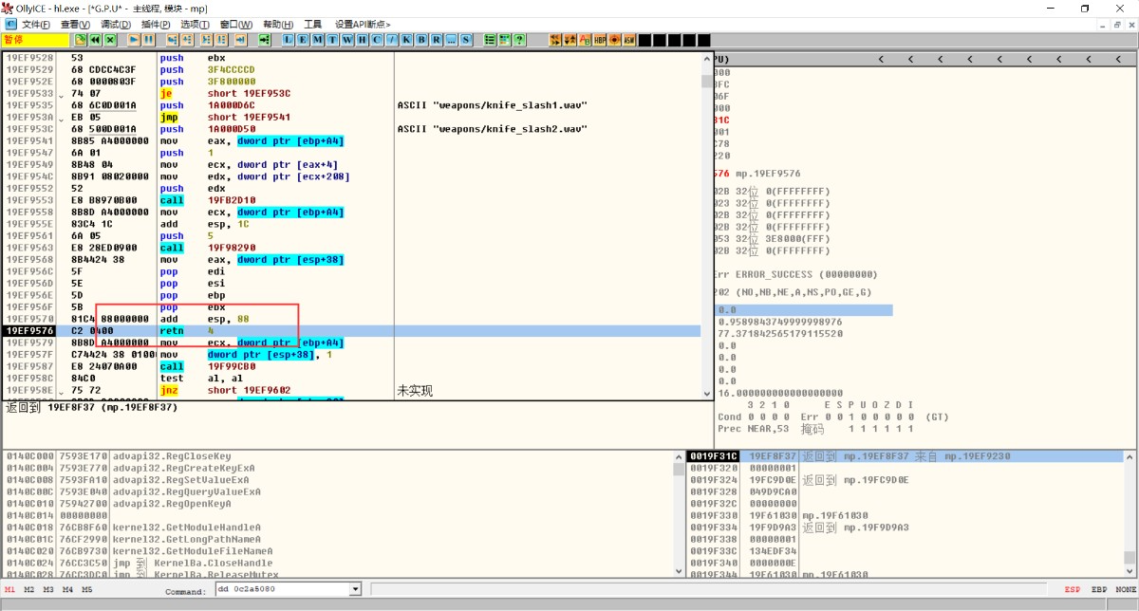 OllyICE - hl.exe - [*G.P.U* - 主线程, 模块 - mp]
文件(F) 查看(V) 调试(D) 插件(P) 选项(T) 窗口(W) 帮助(H) 工具 设置API断点>
暂停 L E M T W H C / K B R ... S
19EF9528 53 push ebx
19EF9529 68 CDCC4C3F push 3F4CCCCD
19EF952E 68 0000803F push 3F800000
19EF9533 74 07 je short 19EF953C
19EF9535 68 6C0D001A push 1A000D6C ASCII "weapons/knife_slash1.wav"
19EF953A EB 05 jmp short 19EF9541
19EF953C 68 500D001A push 1A000D50 ASCII "weapons/knife_slash2.wav"
19EF9541 8B85 A4000000 mov eax, dword ptr [ebp+A4]
19EF9547 6A 01 push 1
19EF9549 8B48 04 mov ecx, dword ptr [eax+4]
19EF954C 8B91 08020000 mov edx, dword ptr [ecx+208]
19EF9552 52 push edx
19EF9553 E8 B8970B00 call 19FB2D10
19EF9558 8B8D A4000000 mov ecx, dword ptr [ebp+A4]
19EF955E 83C4 1C add esp, 1C
19EF9561 6A 05 push 5
19EF9563 E8 28ED0900 call 19F98290
19EF9568 8B4424 38 mov eax, dword ptr [esp+38]
19EF956C 5F pop edi
19EF956D 5E pop esi
19EF956E 5D pop ebp
19EF956F 5B pop ebx
19EF9570 81C4 88000000 add esp, 88
19EF9576 C2 0400 retn 4
19EF9579 8B8D A4000000 mov ecx, dword ptr [ebp+A4]
19EF957F C74424 38 0100 mov dword ptr [esp+38], 1
19EF9587 E8 24070A00 call 19F99CB0
19EF958C 84C0 test al, al
19EF958E 75 72 jnz short 19EF9602 未实现
返回到 19EF8F37 (mp.19EF8F37)
PU) < < < < < < < < <
000
0FC
06F
000
31C
001
C78
220
576 mp.19EF9576
02B 32位 0(FFFFFFFF)
023 32位 0(FFFFFFFF)
02B 32位 0(FFFFFFFF)
02B 32位 0(FFFFFFFF)
053 32位 3E8000(FFF)
02B 32位 0(FFFFFFFF)
Err ERROR_SUCCESS (00000000)
202 (NO,NB,NE,A,NS,PO,GE,G)
0.0
0.9589843749999998976
77.371842565179115520
0.0
0.0
0.0
0.0
16.000000000000000000
3 2 1 0 E S P U O Z D I
Cond 0 0 0 0 Err 0 0 1 0 0 0 0 0 (GT)
Prec NEAR,53 掩码 1 1 1 1 1 1
0140C000 7593E170 advapi32.RegCloseKey
0140C004 7593E770 advapi32.RegCreateKeyExA
0140C008 7593FA10 advapi32.RegSetValueExA
0140C00C 7593E040 advapi32.RegQueryValueExA
0140C010 75942700 advapi32.RegOpenKeyA
0140C014 00000000
0140C018 76CB8F60 kernel32.GetModuleHandleA
0140C01C 76CF2990 kernel32.GetLongPathNameA
0140C020 76CB9730 kernel32.GetModuleFileNameA
0140C024 76CC3C50 jmp 到 KernelBa.CloseHandle
0140C028 76CC3DC0 jmp 到 KernelBa.ReleaseMutex
0019F31C 19EF8F37 返回到 mp.19EF8F37 来自 mp.19EF9230
0019F320 00000001
0019F324 19FC9D0E 返回到 mp.19FC9D0E
0019F328 049D9CA0
0019F32C 00000000
0019F330 19F61030 mp.19F61030
0019F334 19F9D9A3 返回到 mp.19F9D9A3
0019F338 00000001
0019F33C 134EDF34
0019F340 0000000E
0019F344 19F61030 mp.19F61030
M1 M2 M3 M4 M5 Command: dd 0c2a5080 ESP EBP NONE